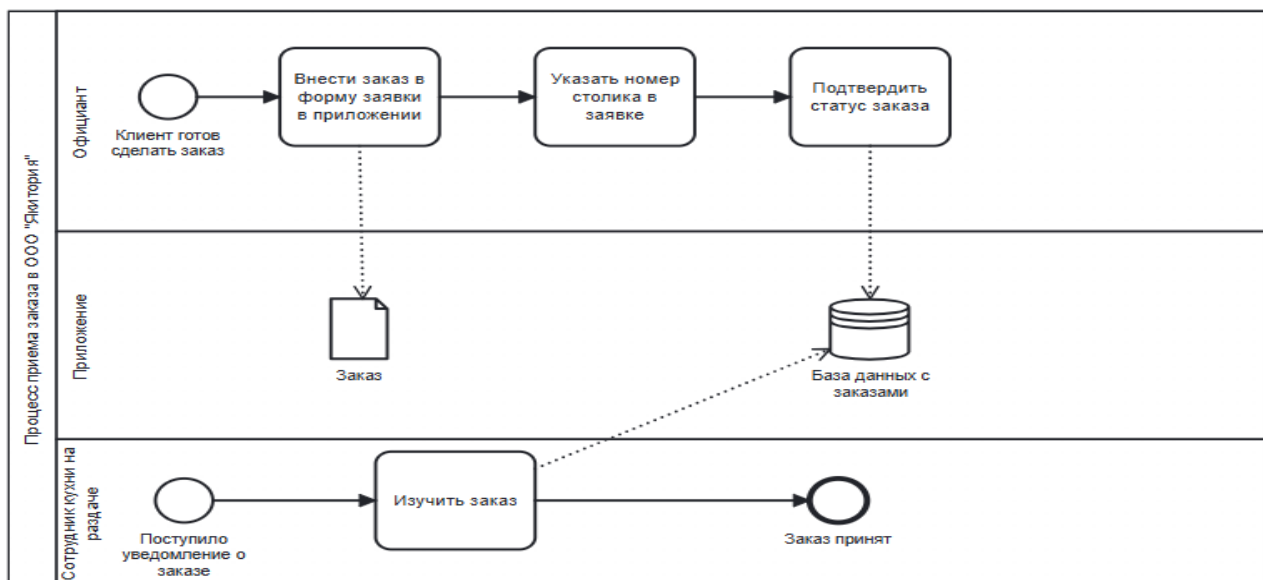 Процесс приема заказа в ООО "Якитория"
Официант
Клиент готов
сделать заказ
Внести заказ в
форму заявки
в приложении
Указать номер
столика в
заявке
Подтвердить
статус заказа
Приложение
Заказ
База данных с
заказами
Сотрудник кухни на
раздаче
Поступило
уведомление о
заказе
Изучить заказ
Заказ принят